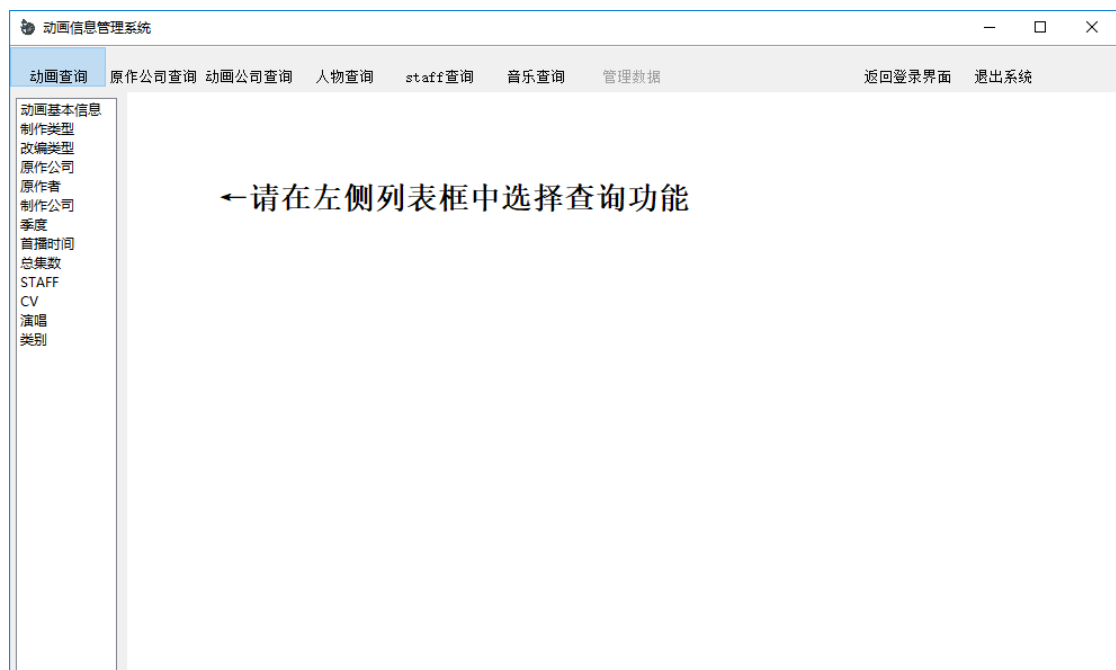 动画信息管理系统
动画查询 原作公司查询 动画公司查询 人物查询 staff查询 音乐查询 管理数据 返回登录界面 退出系统
动画基本信息
制作类型
改编类型
原作公司
原作者
制作公司
季度
首播时间
总集数
STAFF
CV
演唱
类别
←请在左侧列表框中选择查询功能